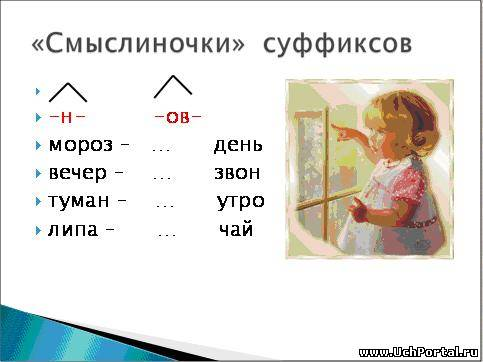 «Смыслиночки» суффиксов
-н- -ов-
мороз - ... день
вечер - ... звон
туман - ... утро
липа - ... чай
www.UchPortal.ru